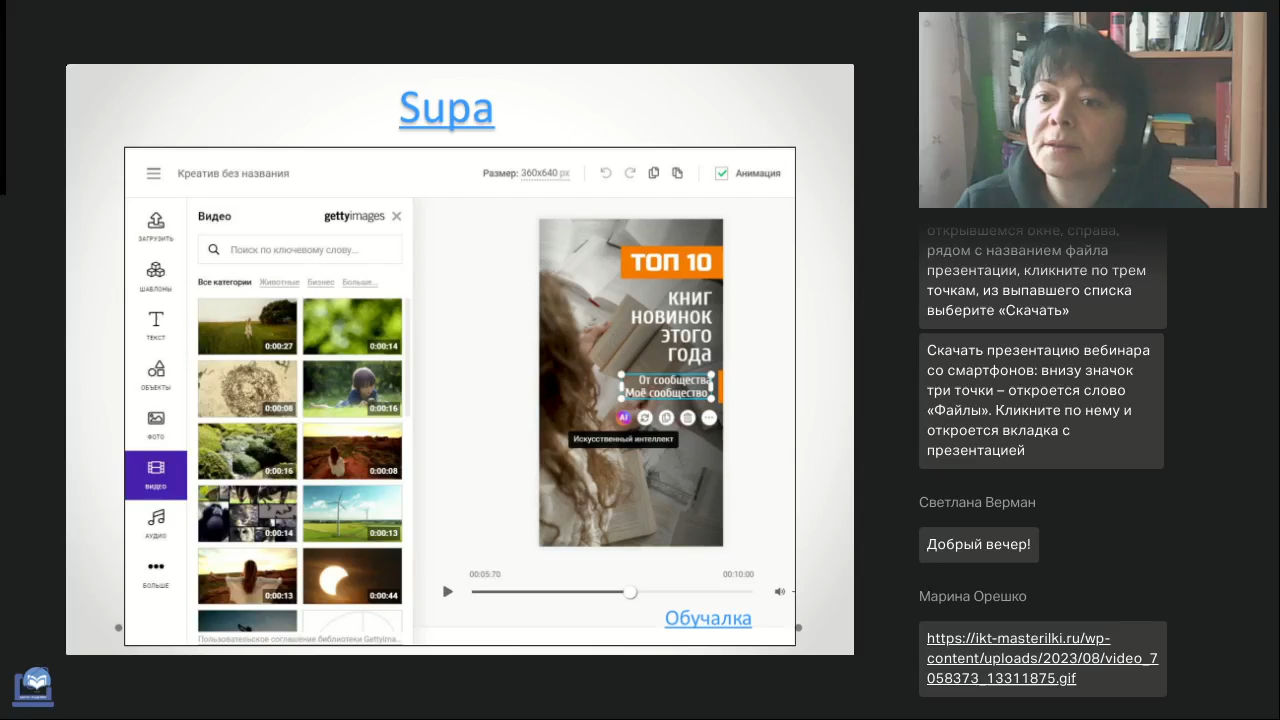 Supa
Креатив без названия
Размер: 360x640 px
Анимация
ЗАГРУЗИТЬ
ШАБЛОНЫ
ТЕКСТ
ОБЪЕКТЫ
ФОТО
ВИДЕО
АУДИО
БОЛЬШЕ
Видео
gettyimages
Поиск по ключевому слову...
Все категории Животные Бизнес Больше...
0:00:27
0:00:14
0:00:08
0:00:16
0:00:16
0:00:08
0:00:14
0:00:13
0:00:13
0:00:44
Пользовательское соглашение библиотеки Gettyima...
ТОП 10
КНИГ
НОВИНОК
ЭТОГО
ГОДА
От сообщества
Моё сообщество
AI
Искусственный интеллект
00:05:70
00:10:00
Обучалка
открывшемся окне, справа,
рядом с названием файла
презентации, кликните по трем
точкам, из выпавшего списка
выберите «Скачать»
Скачать презентацию вебинара
со смартфонов: внизу значок
три точки – откроется слово
«Файлы». Кликните по нему и
откроется вкладка с
презентацией
Светлана Верман
Добрый вечер!
Марина Орешко
https://ikt-masterilki.ru/wp-
content/uploads/2023/08/video_7
058373_13311875.gif